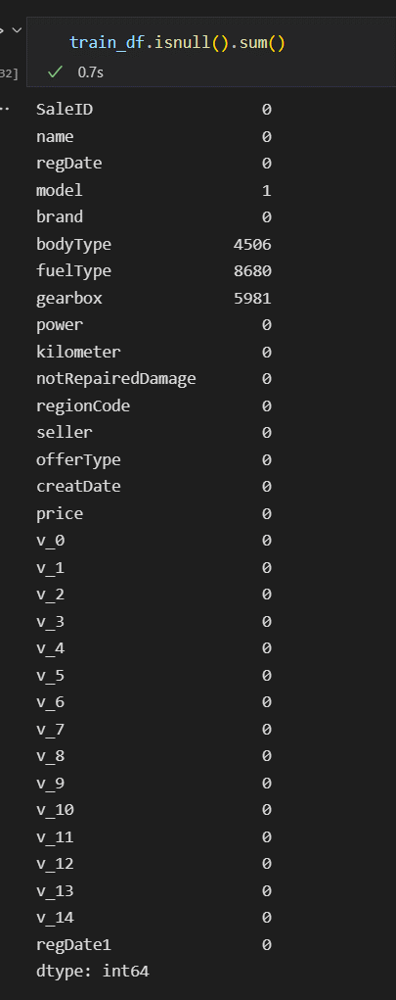 train_df.isnull().sum()
32]
0.7s
SaleID 0
name 0
regDate 0
model 1
brand 0
bodyType 4506
fuelType 8680
gearbox 5981
power 0
kilometer 0
notRepairedDamage 0
regionCode 0
seller 0
offerType 0
creatDate 0
price 0
v_0 0
v_1 0
v_2 0
v_3 0
v_4 0
v_5 0
v_6 0
v_7 0
v_8 0
v_9 0
v_10 0
v_11 0
v_12 0
v_13 0
v_14 0
regDate1 0
dtype: int64